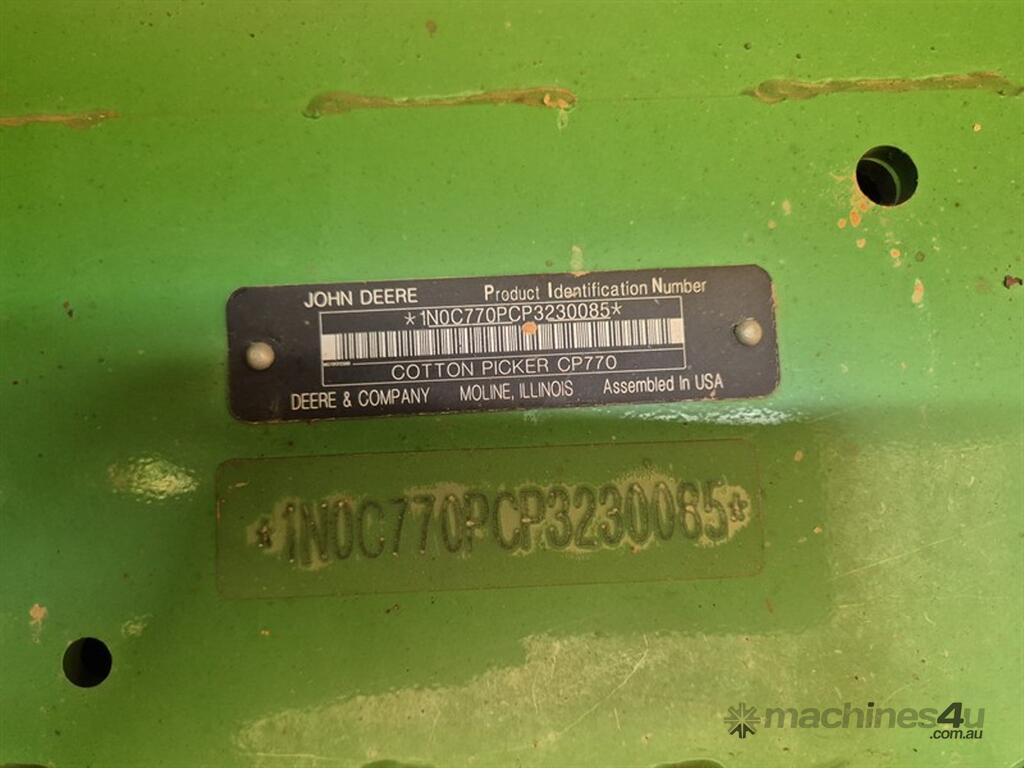 JOHN DEERE Product Identification Number
*1N0C770PCP3230085*
COTTON PICKER CP770
DEERE & COMPANY MOLINE, ILLINOIS Assembled In USA
*1N0C770PCP3230085*
machines4u
.com.au